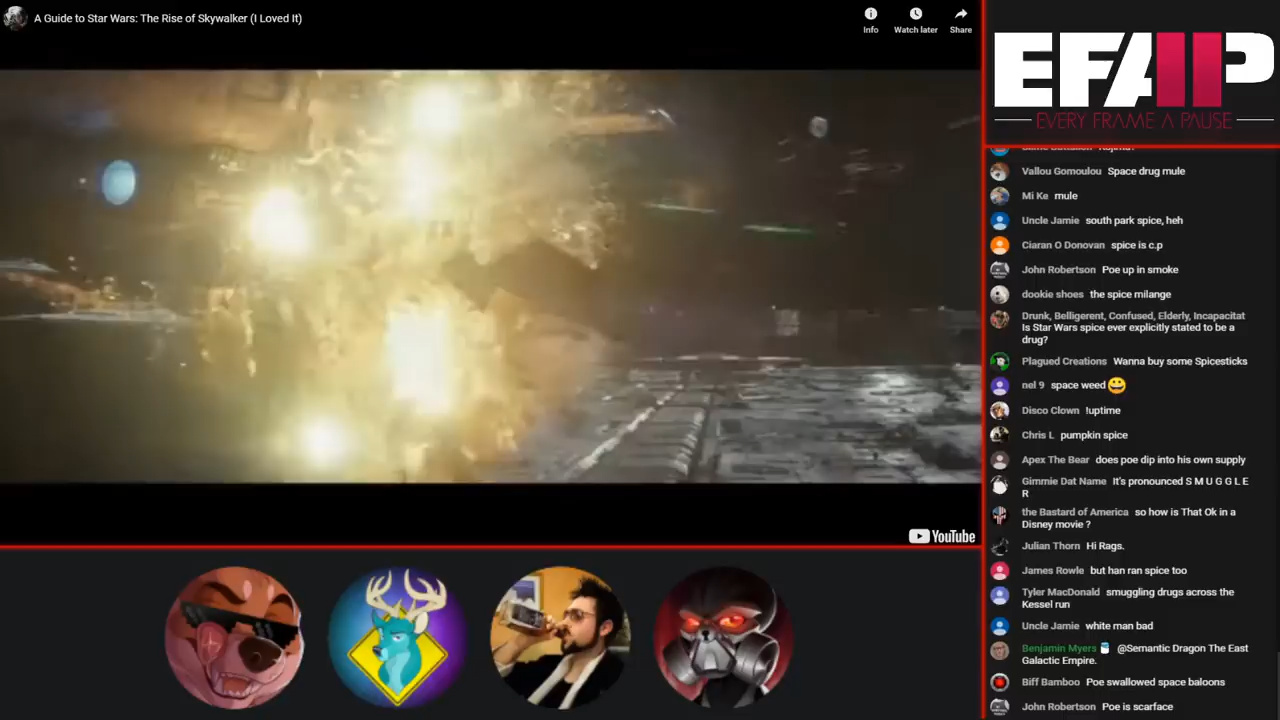 A Guide to Star Wars: The Rise of Skywalker (I Loved It)
Info
Watch later
Share
YouTube
EFAP
EVERY FRAME A PAUSE
Vallou Gomoulou Space drug mule
Mi Ke mule
Uncle Jamie south park spice, heh
Ciaran O Donovan spice is c.p
John Robertson Poe up in smoke
dookie shoes the spice milange
Drunk, Belligerent, Confused, Elderly, Incapacitat
Is Star Wars spice ever explicitly stated to be a
drug?
Plagued Creations Wanna buy some Spicesticks
nel 9 space weed 😀
Disco Clown !uptime
Chris L pumpkin spice
Apex The Bear does poe dip into his own supply
Gimmie Dat Name It's pronounced S M U G G L E
R
the Bastard of America so how is That Ok in a
Disney movie ?
Julian Thorn Hi Rags.
James Rowle but han ran spice too
Tyler MacDonald smuggling drugs across the
Kessel run
Uncle Jamie white man bad
Benjamin Myers @Semantic Dragon The East
Galactic Empire.
Biff Bamboo Poe swallowed space baloons
John Robertson Poe is scarface